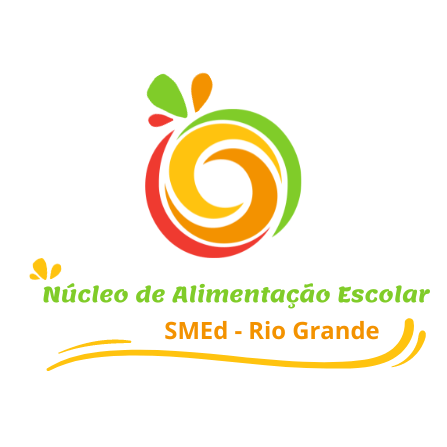 Núcleo de Alimentação Escolar
SMEd - Rio Grande